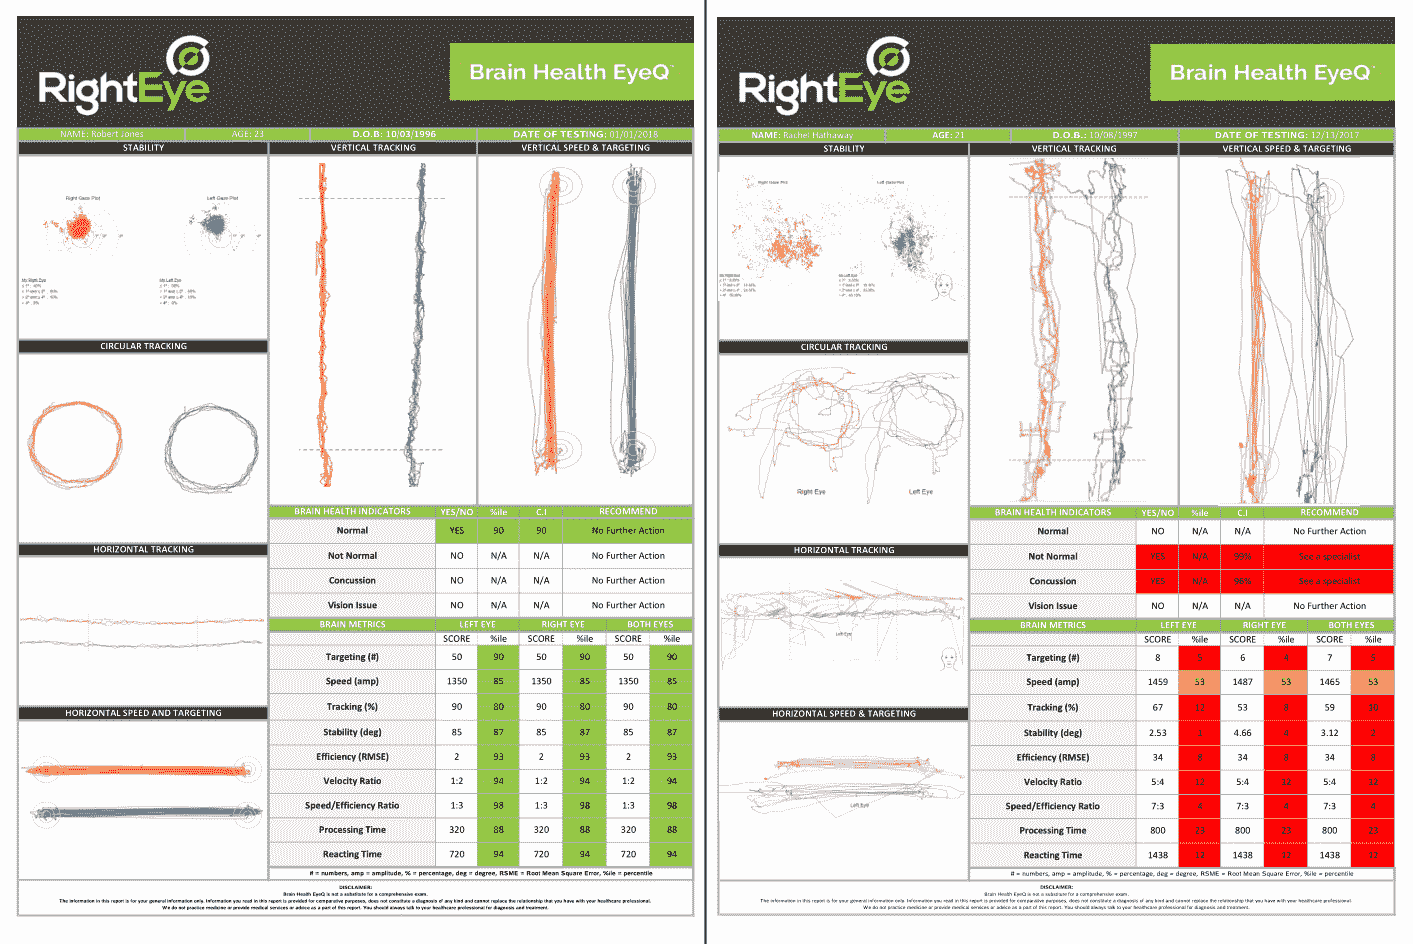 RightEye
Brain Health EyeQ
NAME: Robert Jones AGE: 23 D.O.B: 10/03/1996 DATE OF TESTING: 01/01/2018
STABILITY VERTICAL TRACKING VERTICAL SPEED & TARGETING
Right Gaze Plot Left Gaze Plot
My Right Eye My Left Eye
CIRCULAR TRACKING
HORIZONTAL TRACKING
HORIZONTAL SPEED AND TARGETING
BRAIN HEALTH INDICATORS YES/NO %ile C.I RECOMMEND
Normal YES 90 90 No Further Action
Not Normal NO N/A N/A No Further Action
Concussion NO N/A N/A No Further Action
Vision Issue NO N/A N/A No Further Action
BRAIN METRICS LEFT EYE RIGHT EYE BOTH EYES
SCORE %ile SCORE %ile SCORE %ile
Targeting (#) 50 90 50 90 50 90
Speed (amp) 1350 85 1350 85 1350 85
Tracking (%) 90 80 90 80 90 80
Stability (deg) 85 87 85 87 85 87
Efficiency (RMSE) 2 93 2 93 2 93
Velocity Ratio 1:2 94 1:2 94 1:2 94
Speed/Efficiency Ratio 1:3 98 1:3 98 1:3 98
Processing Time 320 88 320 88 320 88
Reacting Time 720 94 720 94 720 94
# = numbers, amp = amplitude, % = percentage, deg = degree, RSME = Root Mean Square Error, %ile = percentile
DISCLAIMER:
Brain Health EyeQ is not a substitute for a comprehensive exam.
The information in this report is for your general information only. Information you read in this report is provided for comparative purposes, does not constitute a diagnosis of any kind and cannot replace the relationship that you have with your healthcare professional.
We do not practice medicine or provide medical services or advice as a part of this report. You should always talk to your healthcare professional for diagnosis and treatment.
RightEye
Brain Health EyeQ
NAME: Rachel Hathaway AGE: 21 D.O.B.: 10/08/1997 DATE OF TESTING: 12/13/2017
STABILITY VERTICAL TRACKING VERTICAL SPEED & TARGETING
Right Gaze Plot Left Gaze Plot
My Right Eye My Left Eye
CIRCULAR TRACKING
Right Eye Left Eye
HORIZONTAL TRACKING
Left Eye
HORIZONTAL SPEED & TARGETING
Left Eye
BRAIN HEALTH INDICATORS YES/NO %ile C.I RECOMMEND
Normal NO N/A N/A No Further Action
Not Normal YES N/A 99% See a specialist
Concussion YES N/A 98% See a specialist
Vision Issue NO N/A N/A No Further Action
BRAIN METRICS LEFT EYE RIGHT EYE BOTH EYES
SCORE %ile SCORE %ile SCORE %ile
Targeting (#) 8 5 6 4 7 5
Speed (amp) 1459 53 1487 53 1465 53
Tracking (%) 67 12 53 8 59 10
Stability (deg) 2.53 1 4.66 4 3.12 2
Efficiency (RMSE) 34 8 34 8 34 8
Velocity Ratio 5:4 12 5:4 12 5:4 12
Speed/Efficiency Ratio 7:3 4 7:3 4 7:3 4
Processing Time 800 23 800 23 800 23
Reacting Time 1438 17 1438 17 1438 17
# = numbers, amp = amplitude, % = percentage, deg = degree, RSME = Root Mean Square Error, %ile = percentile
DISCLAIMER:
Brain Health EyeQ is not a substitute for a comprehensive exam.
The information in this report is for your general information only. Information you read in this report is provided for comparative purposes, does not constitute a diagnosis of any kind and cannot replace the relationship that you have with your healthcare professional.
We do not practice medicine or provide medical services or advice as a part of this report. You should always talk to your healthcare professional for diagnosis and treatment.